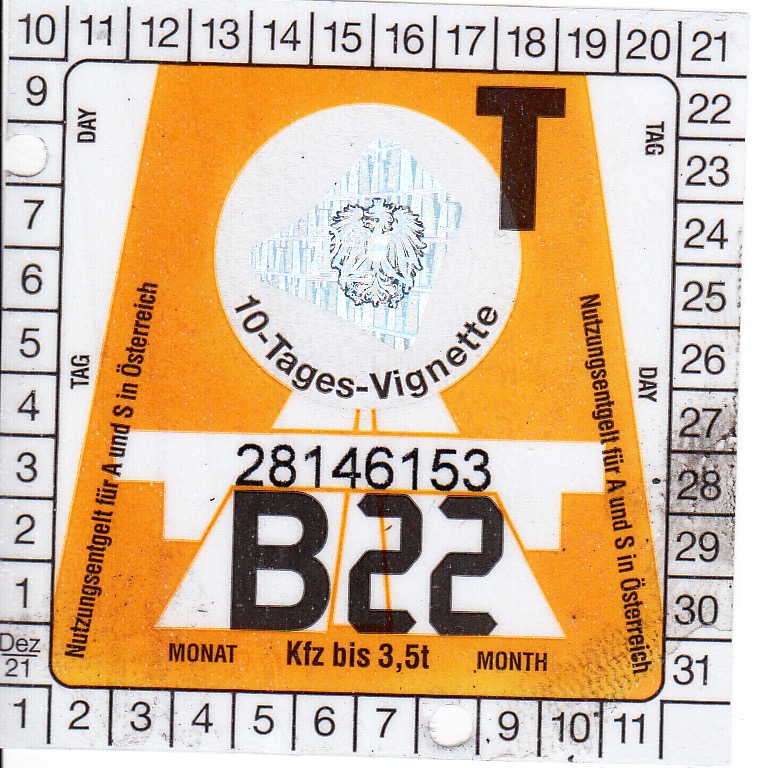 10 11 12 13 14 15 16 17 18 19 20 21
9
7
6
5
4
3
2
1
Dez
21
22
23
24
25
26
27
28
29
30
31
1 2 3 4 5 6 7 9 10 11
DAY
TAG
TAG
DAY
T
10-Tages-Vignette
Nutzungsentgelt für A und S in Österreich
Nutzungsentgelt für A und S in Österreich
28146153
B22
MONAT Kfz bis 3,5t MONTH